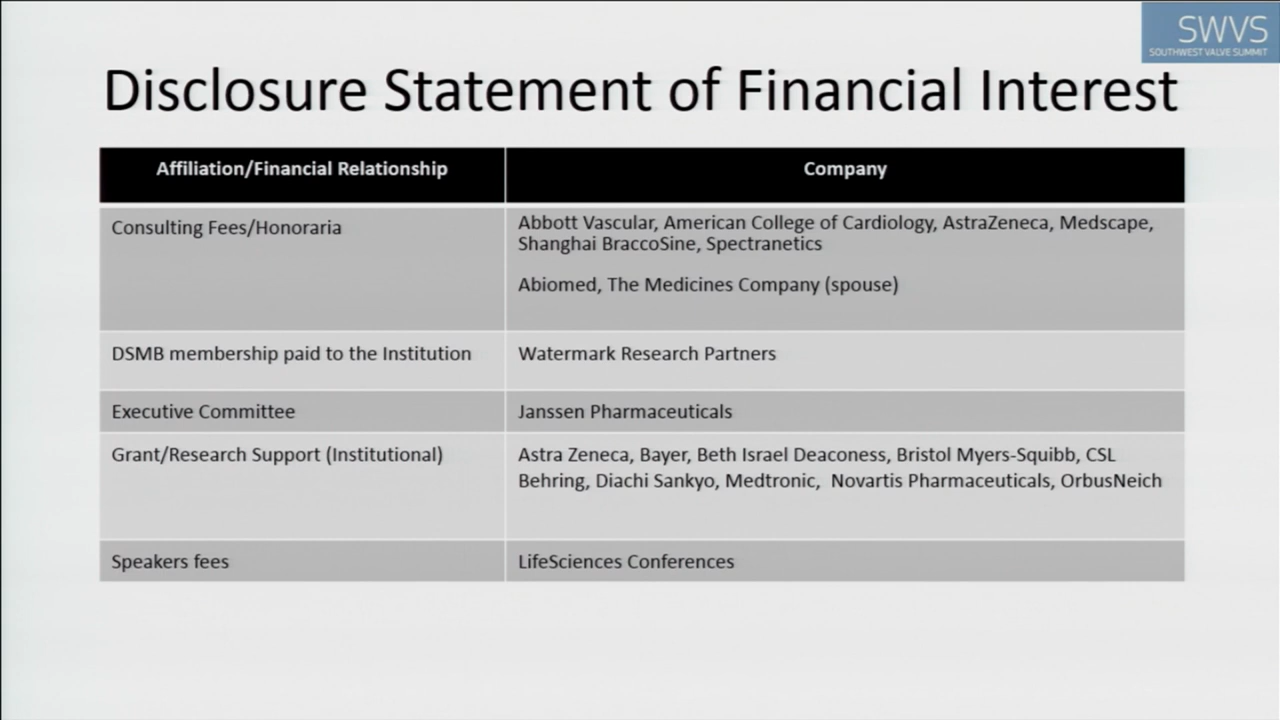 SWVS
SOUTHWEST VALVE SUMMIT
Disclosure Statement of Financial Interest
Affiliation/Financial Relationship
Company
Consulting Fees/Honoraria
Abbott Vascular, American College of Cardiology, AstraZeneca, Medscape,
Shanghai BraccoSine, Spectranetics
Abiomed, The Medicines Company (spouse)
DSMB membership paid to the Institution
Watermark Research Partners
Executive Committee
Janssen Pharmaceuticals
Grant/Research Support (Institutional)
Astra Zeneca, Bayer, Beth Israel Deaconess, Bristol Myers-Squibb, CSL
Behring, Diachi Sankyo, Medtronic, Novartis Pharmaceuticals, OrbusNeich
Speakers fees
LifeSciences Conferences